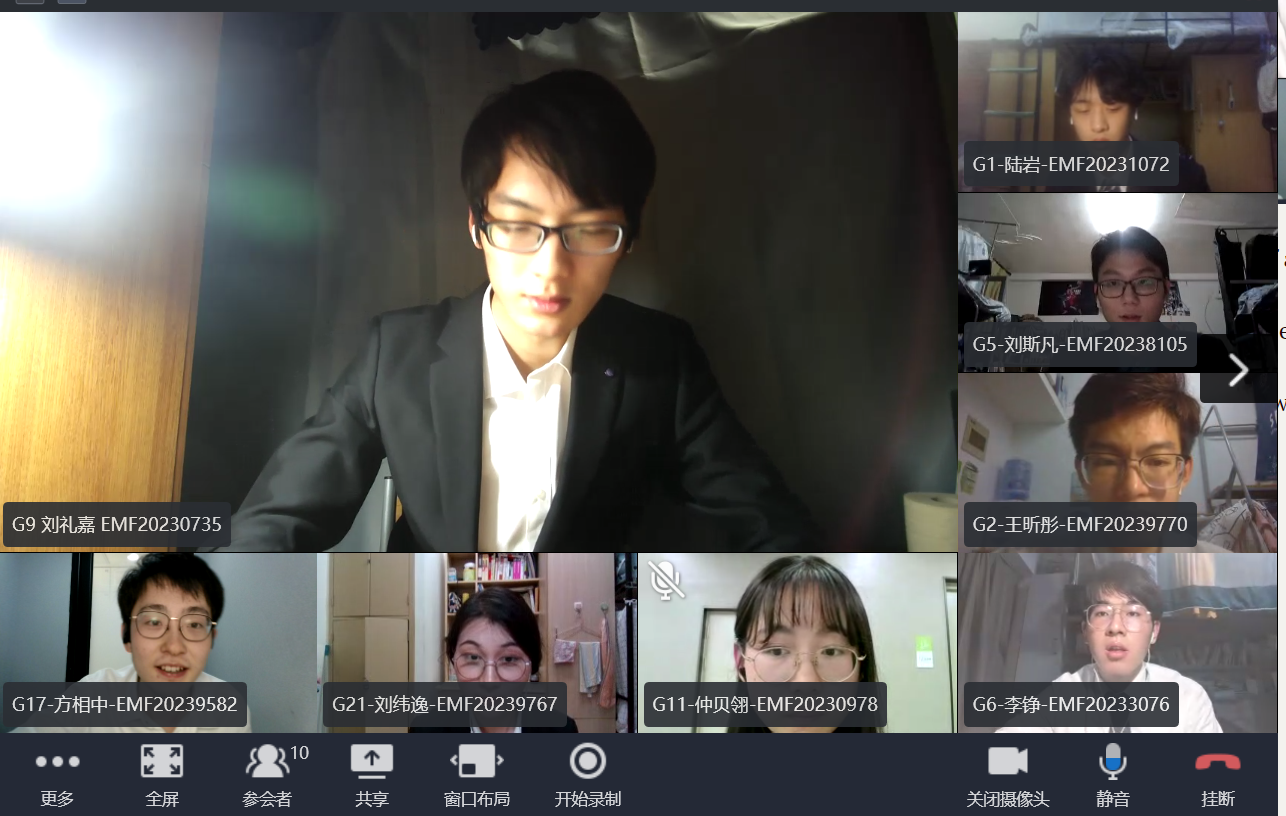 G1-陆岩-EMF20231072
G5-刘斯凡-EMF20238105
G9 刘礼嘉 EMF20230735
G2-王昕彤-EMF20239770
G17-方相中-EMF20239582
G21-刘纬逸-EMF20239767
G11-仲贝翎-EMF20230978
G6-李铮-EMF20233076
10
更多
全屏
参会者
共享
窗口布局
开始录制
关闭摄像头
静音
挂断